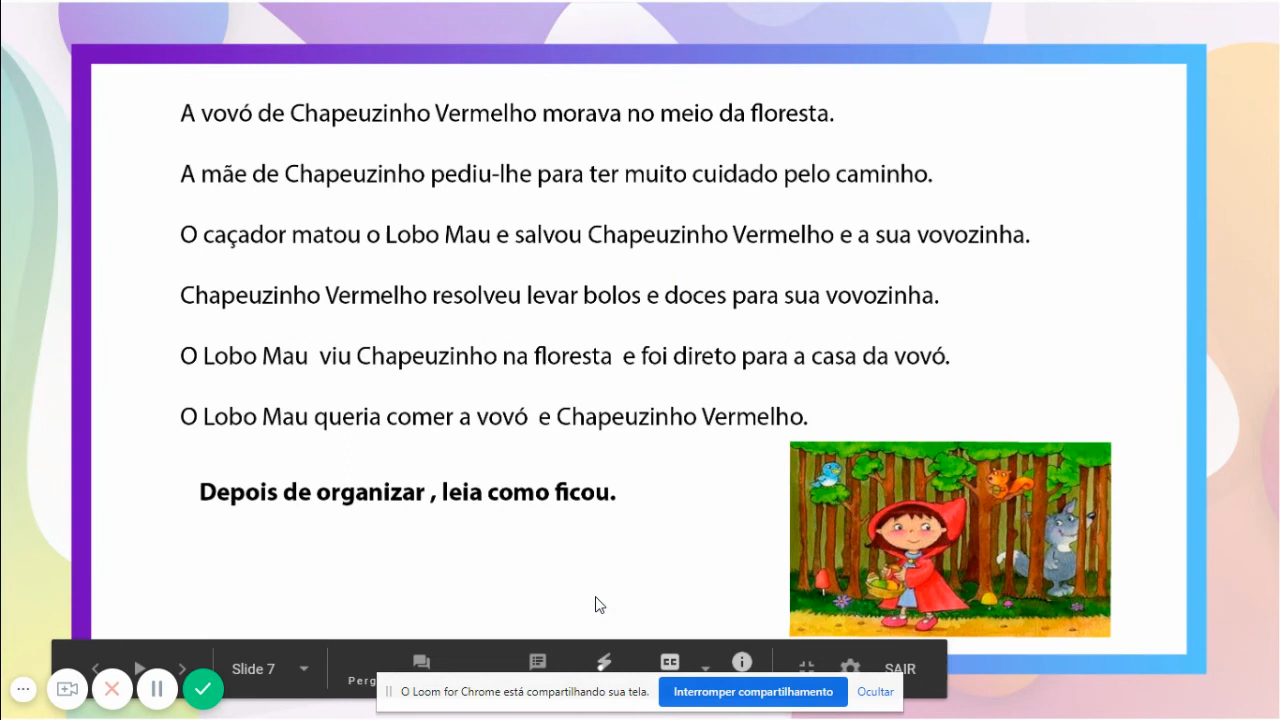 A vovó de Chapeuzinho Vermelho morava no meio da floresta.
A mãe de Chapeuzinho pediu-lhe para ter muito cuidado pelo caminho.
O caçador matou o Lobo Mau e salvou Chapeuzinho Vermelho e a sua vovozinha.
Chapeuzinho Vermelho resolveu levar bolos e doces para sua vovozinha.
O Lobo Mau viu Chapeuzinho na floresta e foi direto para a casa da vovó.
O Lobo Mau queria comer a vovó e Chapeuzinho Vermelho.
Depois de organizar , leia como ficou.
Slide 7
CC
SAIR
O Loom for Chrome está compartilhando sua tela.
Interromper compartilhamento
Ocultar